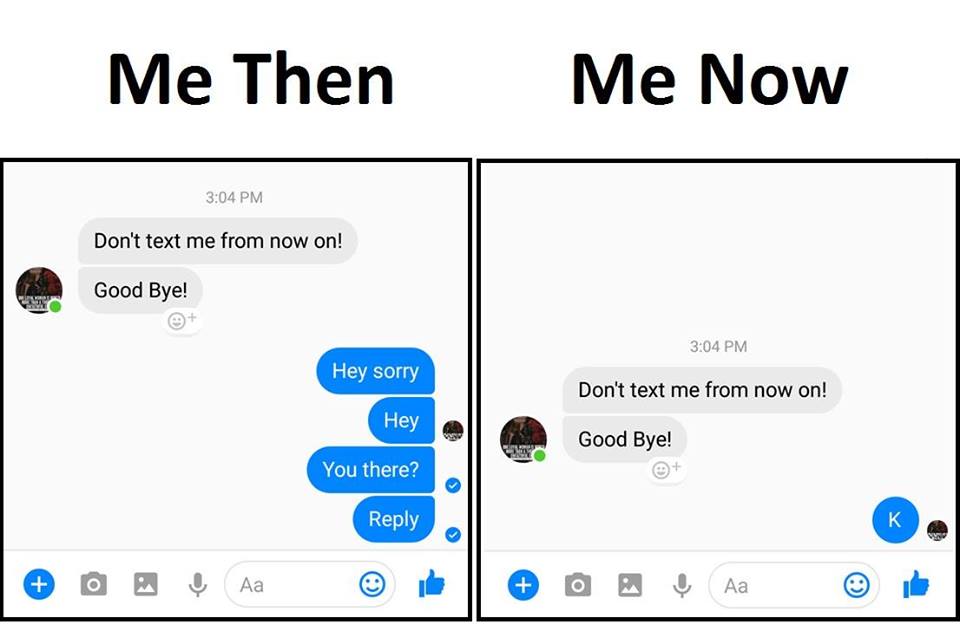 Me Then
Me Now
3:04 PM
Don't text me from now on!
Good Bye!
Hey sorry
Hey
You there?
Reply
Aa
3:04 PM
Don't text me from now on!
Good Bye!
K
Aa